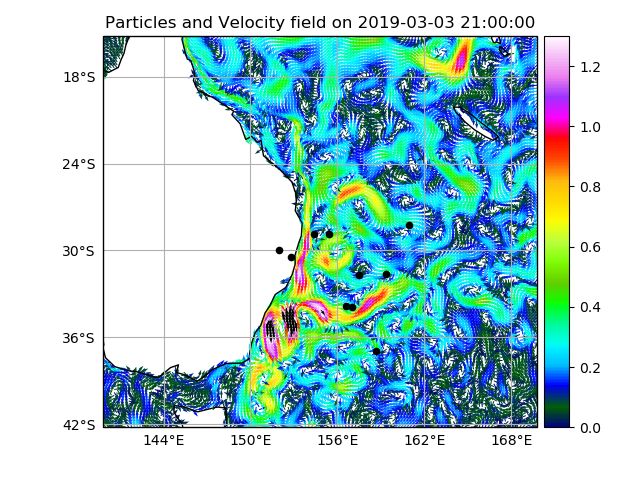 Particles and Velocity field on 2019-03-03 21:00:00
18°S
24°S
30°S
36°S
42°S
144°E 150°E 156°E 162°E 168°E
1.2
1.0
0.8
0.6
0.4
0.2
0.0